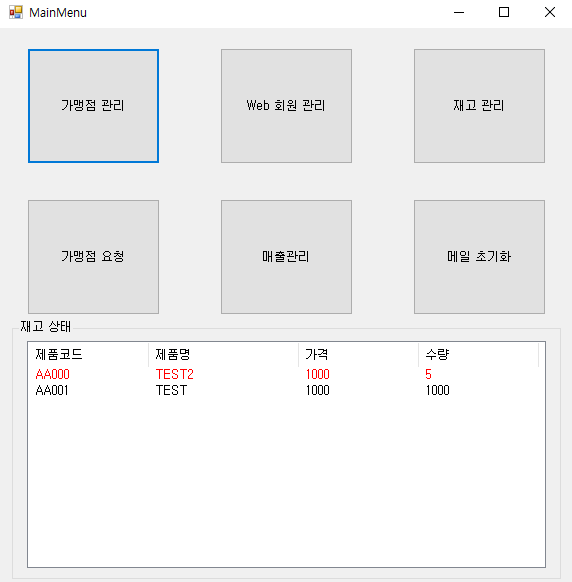 MainMenu
가맹점 관리 Web 회원 관리 재고 관리
가맹점 요청 매출관리 메일 초기화
재고 상태
제품코드 제품명 가격 수량
AA000 TEST2 1000 5
AA001 TEST 1000 1000